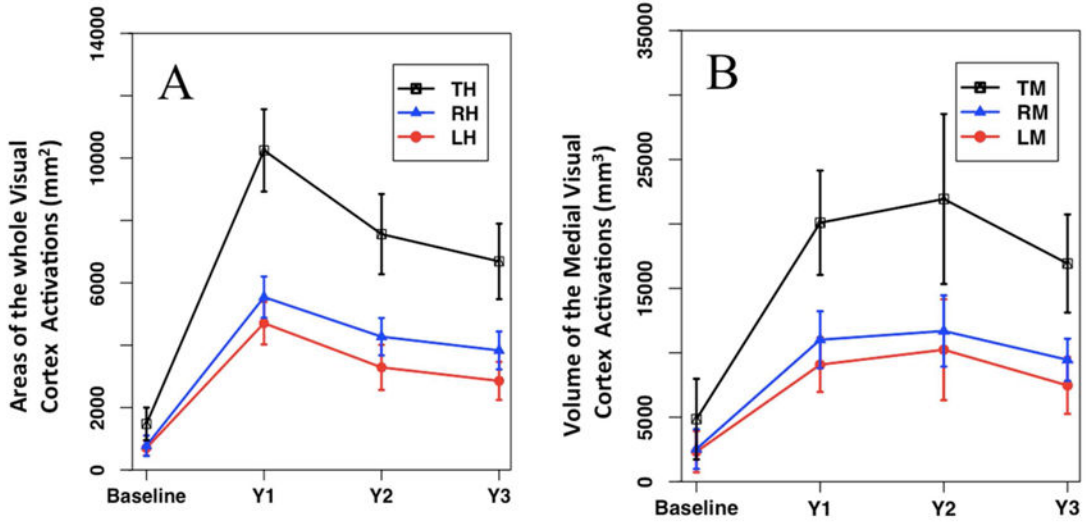 Areas of the whole Visual
Cortex Activations (mm²)
14000
10000
6000
2000
0
A
TH
RH
LH
Baseline
Y1
Y2
Y3
Volume of the Medial Visual
Cortex Activations (mm³)
35000
25000
15000
5000
0
B
TM
RM
LM
Baseline
Y1
Y2
Y3